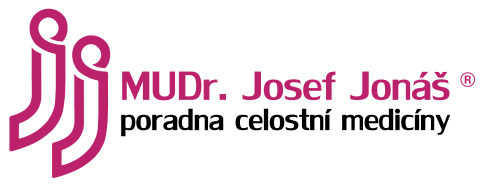 MUDr. Josef Jonáš ®
poradna celostní medicíny